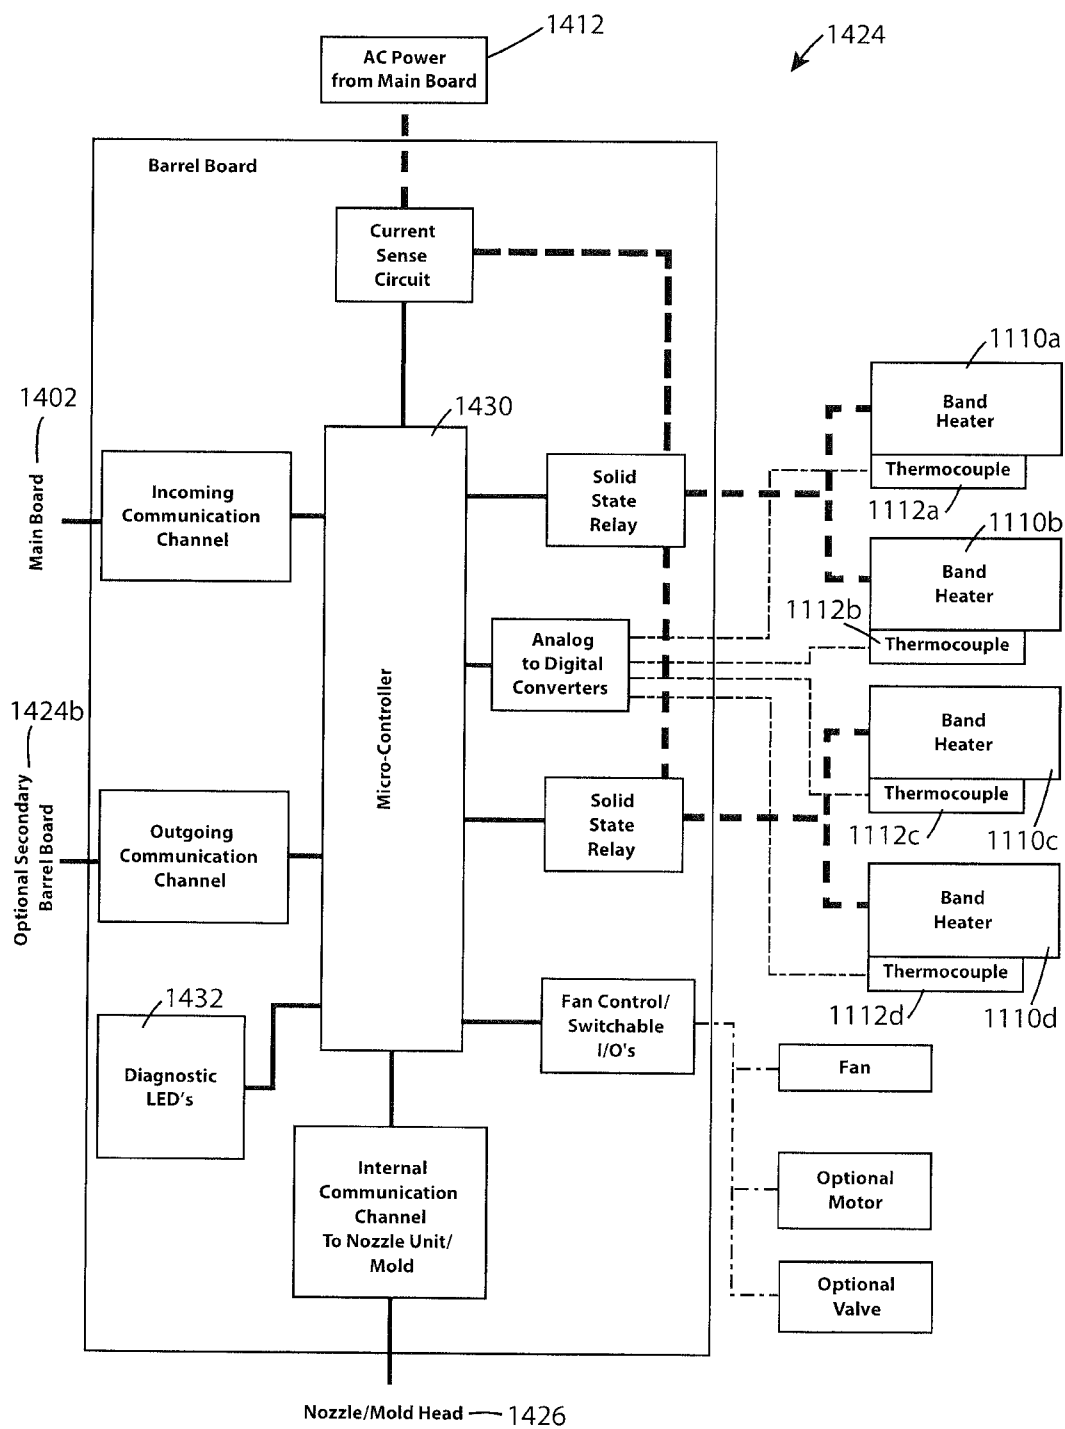 1412
1424
AC Power
from Main Board
Barrel Board
Current
Sense
Circuit
1110a
Band
Heater
Thermocouple
1112a
1402
1430
Main Board
Incoming
Communication
Channel
Solid
State
Relay
1110b
Band
Heater
1112b
Thermocouple
Analog
to Digital
Converters
Micro-Controller
1424b
Optional Secondary
Barrel Board
Band
Heater
Thermocouple
1112c
1110c
Outgoing
Communication
Channel
Solid
State
Relay
Band
Heater
Thermocouple
1112d
1110d
1432
Diagnostic
LED's
Fan Control/
Switchable
I/O's
Fan
Internal
Communication
Channel
To Nozzle Unit/
Mold
Optional
Motor
Optional
Valve
Nozzle/Mold Head
1426